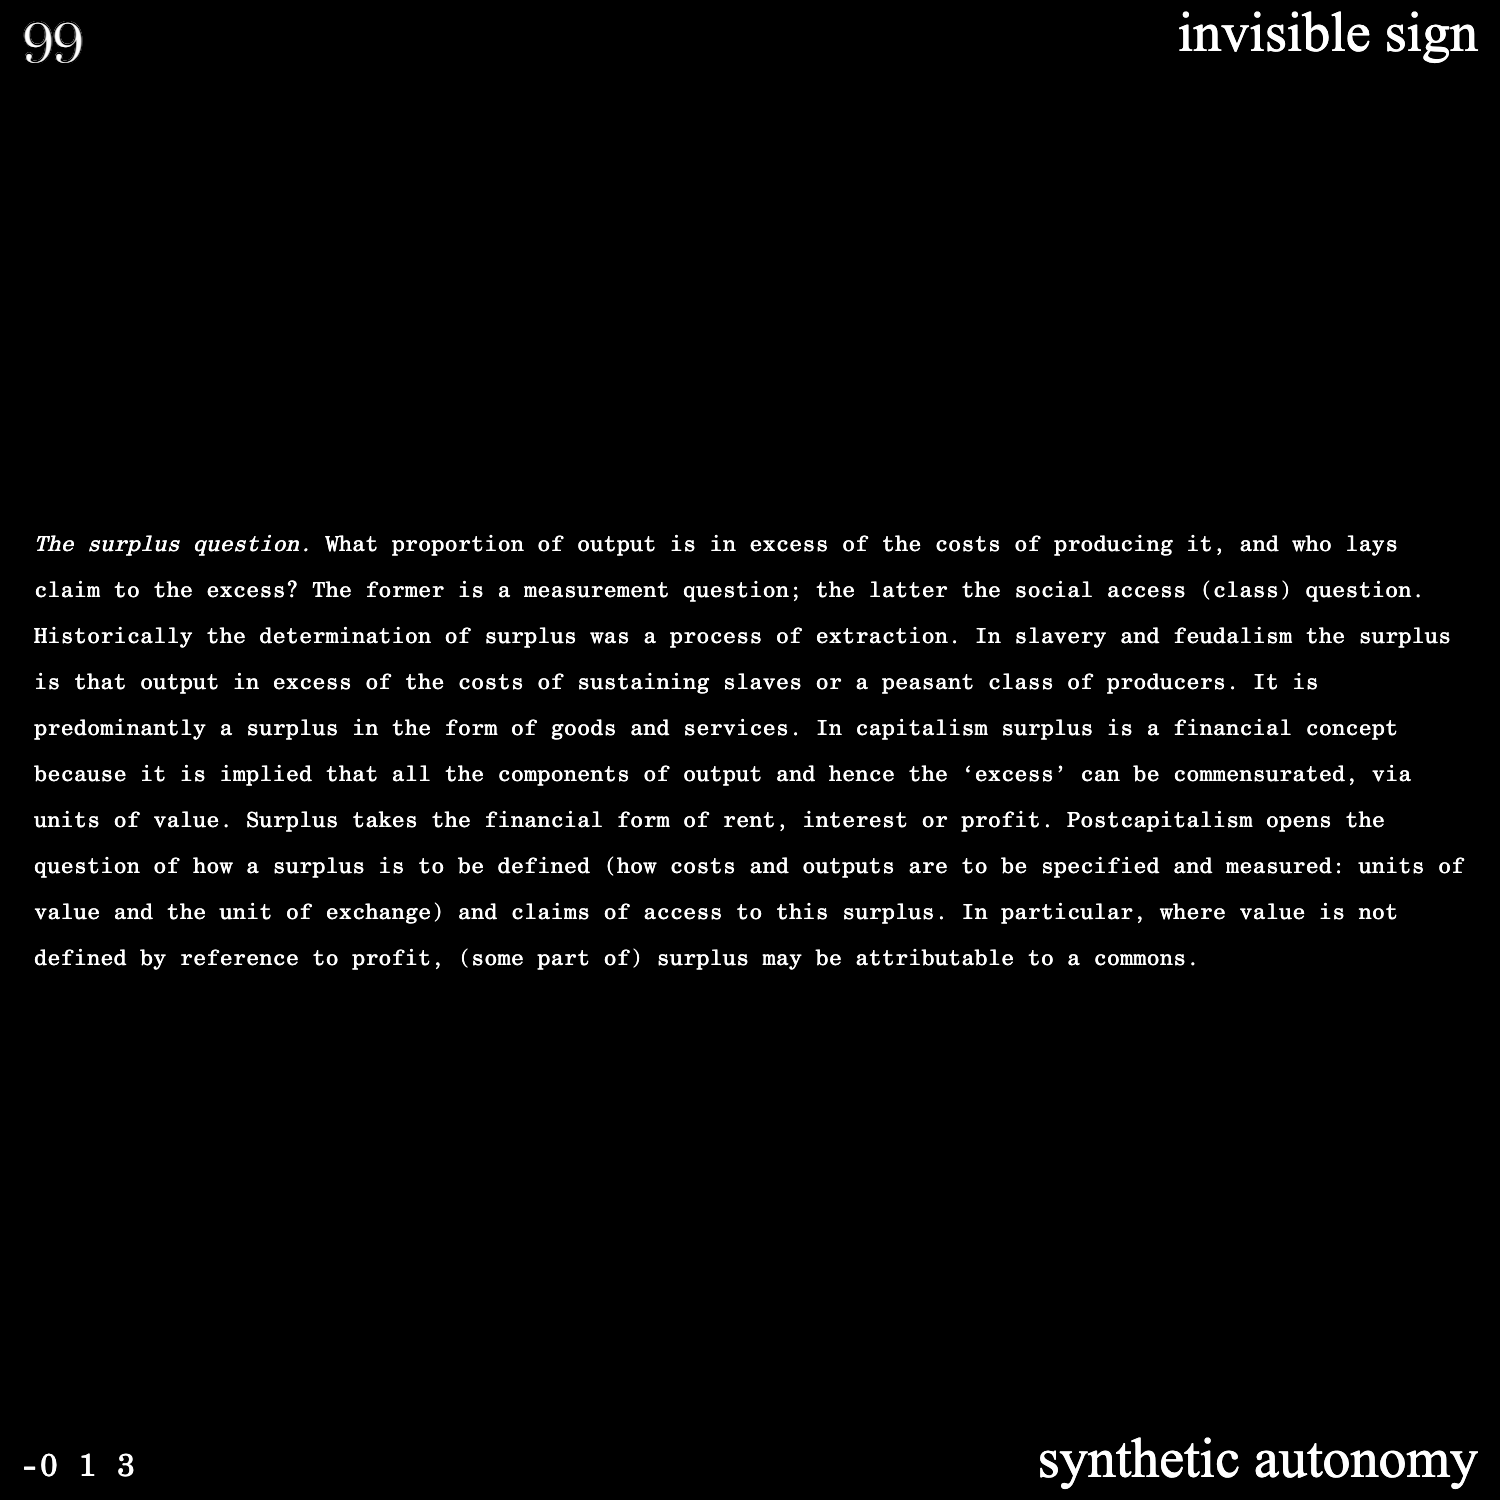 99
invisible sign
The surplus question. What proportion of output is in excess of the costs of producing it, and who lays
claim to the excess? The former is a measurement question; the latter the social access (class) question.
Historically the determination of surplus was a process of extraction. In slavery and feudalism the surplus
is that output in excess of the costs of sustaining slaves or a peasant class of producers. It is
predominantly a surplus in the form of goods and services. In capitalism surplus is a financial concept
because it is implied that all the components of output and hence the ‘excess’ can be commensurated, via
units of value. Surplus takes the financial form of rent, interest or profit. Postcapitalism opens the
question of how a surplus is to be defined (how costs and outputs are to be specified and measured: units of
value and the unit of exchange) and claims of access to this surplus. In particular, where value is not
defined by reference to profit, (some part of) surplus may be attributable to a commons.
-0 1 3
synthetic autonomy